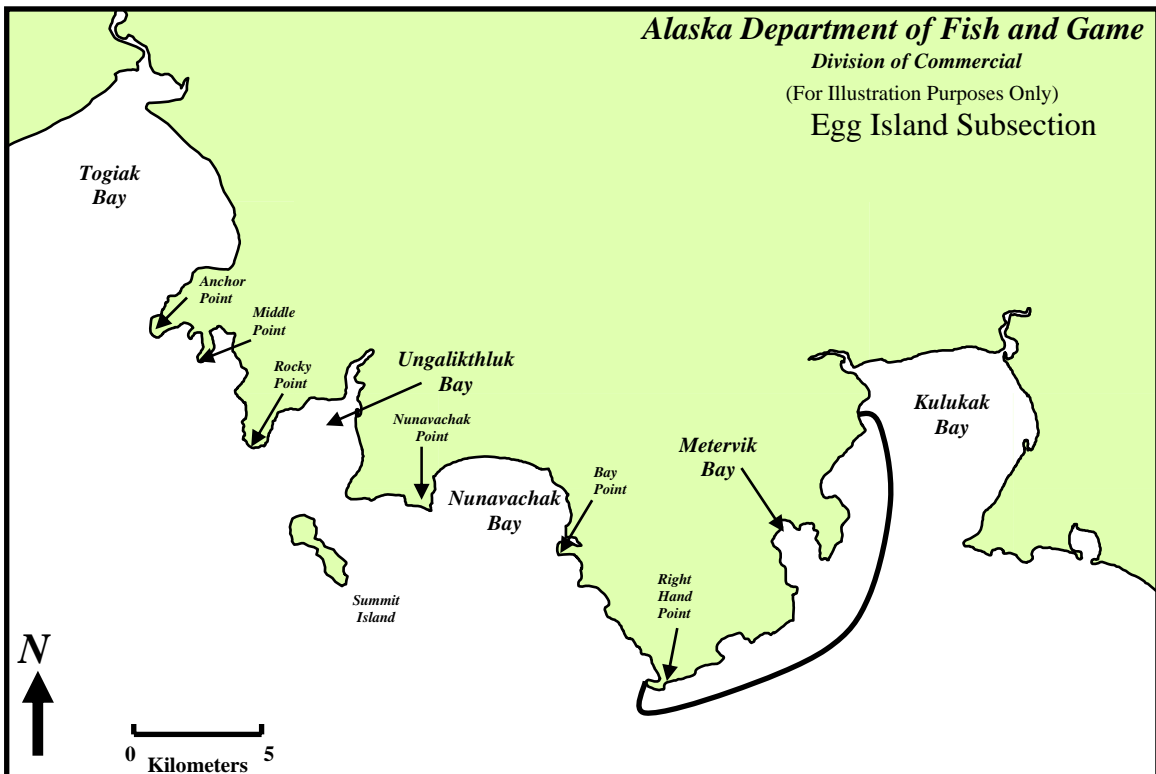 Alaska Department of Fish and Game
Division of Commercial
(For Illustration Purposes Only)
Egg Island Subsection
Togiak
Bay
Anchor
Point
Middle
Point
Rocky
Point
Ungalikthluk
Bay
Nunavachak
Point
Nunavachak
Bay
Bay
Point
Metervik
Bay
Kulukak
Bay
Right
Hand
Point
Summit
Island
N
0 5
Kilometers